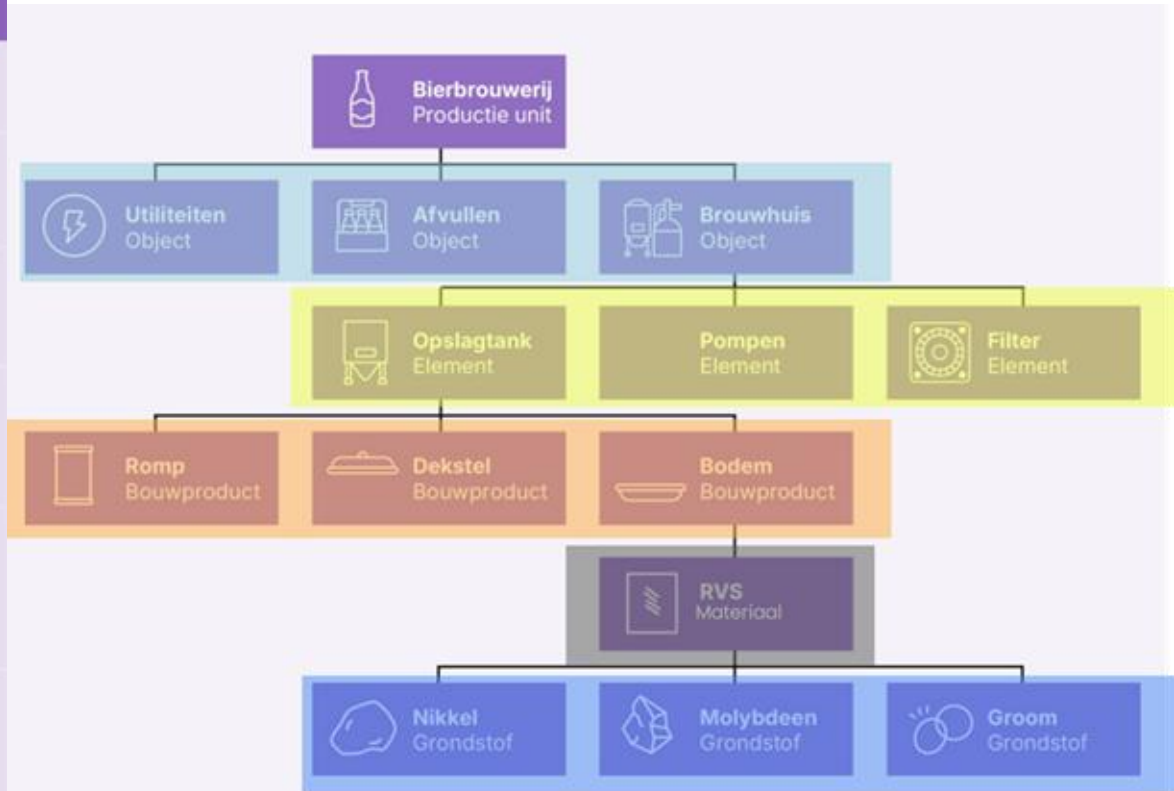 Bierbrouwerij
Productie unit
Utiliteiten
Object
Afvullen
Object
Brouwhuis
Object
Opslagtank
Element
Pompen
Element
Filter
Element
Romp
Bouwproduct
Dekstel
Bouwproduct
Bodem
Bouwproduct
RVS
Materiaal
Nikkel
Grondstof
Molybdeen
Grondstof
Groom
Grondstof